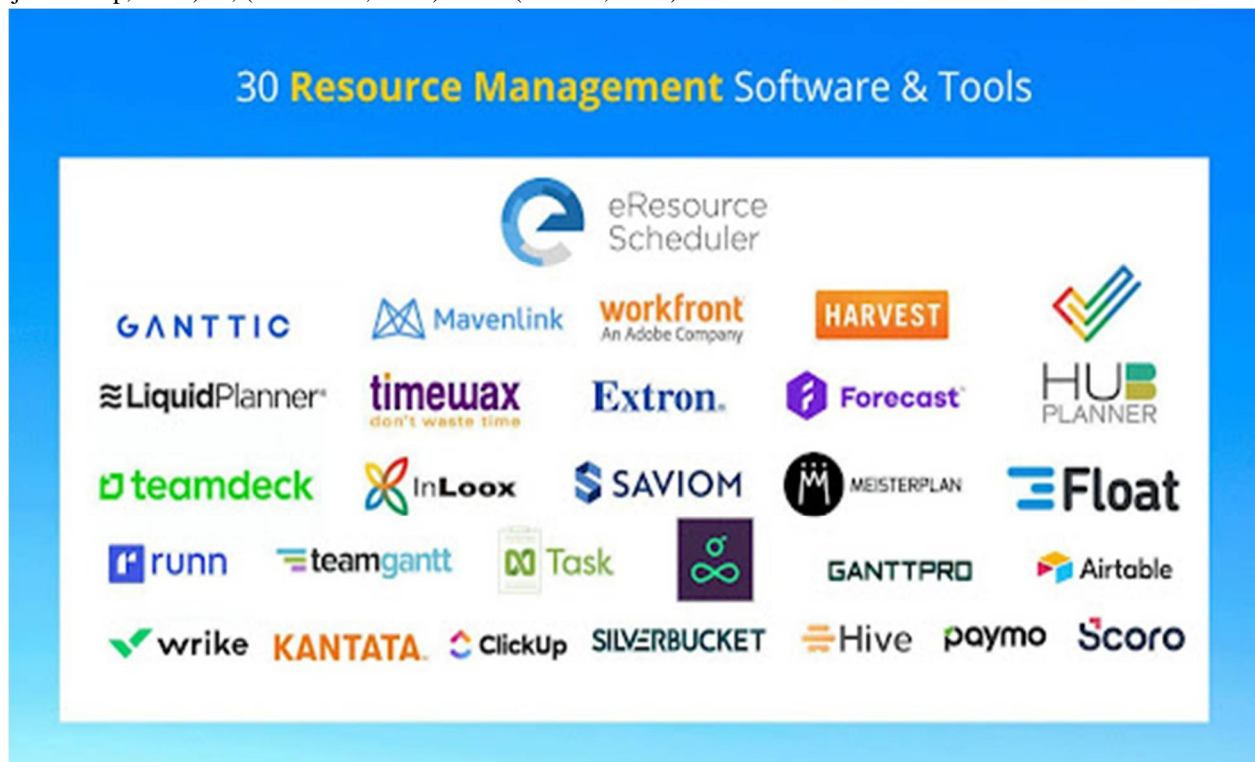 30 Resource Management Software & Tools
eResource
Scheduler
GANTTIC
Mavenlink
workfront
An Adobe Company
HARVEST
LiquidPlanner
timewax
don't waste time
Extron.
Forecast
HUB
PLANNER
teamdeck
InLoox
SAVIOM
MEISTERPLAN
Float
runn
teamgantt
Task
GANTTPRO
Airtable
wrike
KANTATA
ClickUp
SILVERBUCKET
Hive
paymo
Scoro